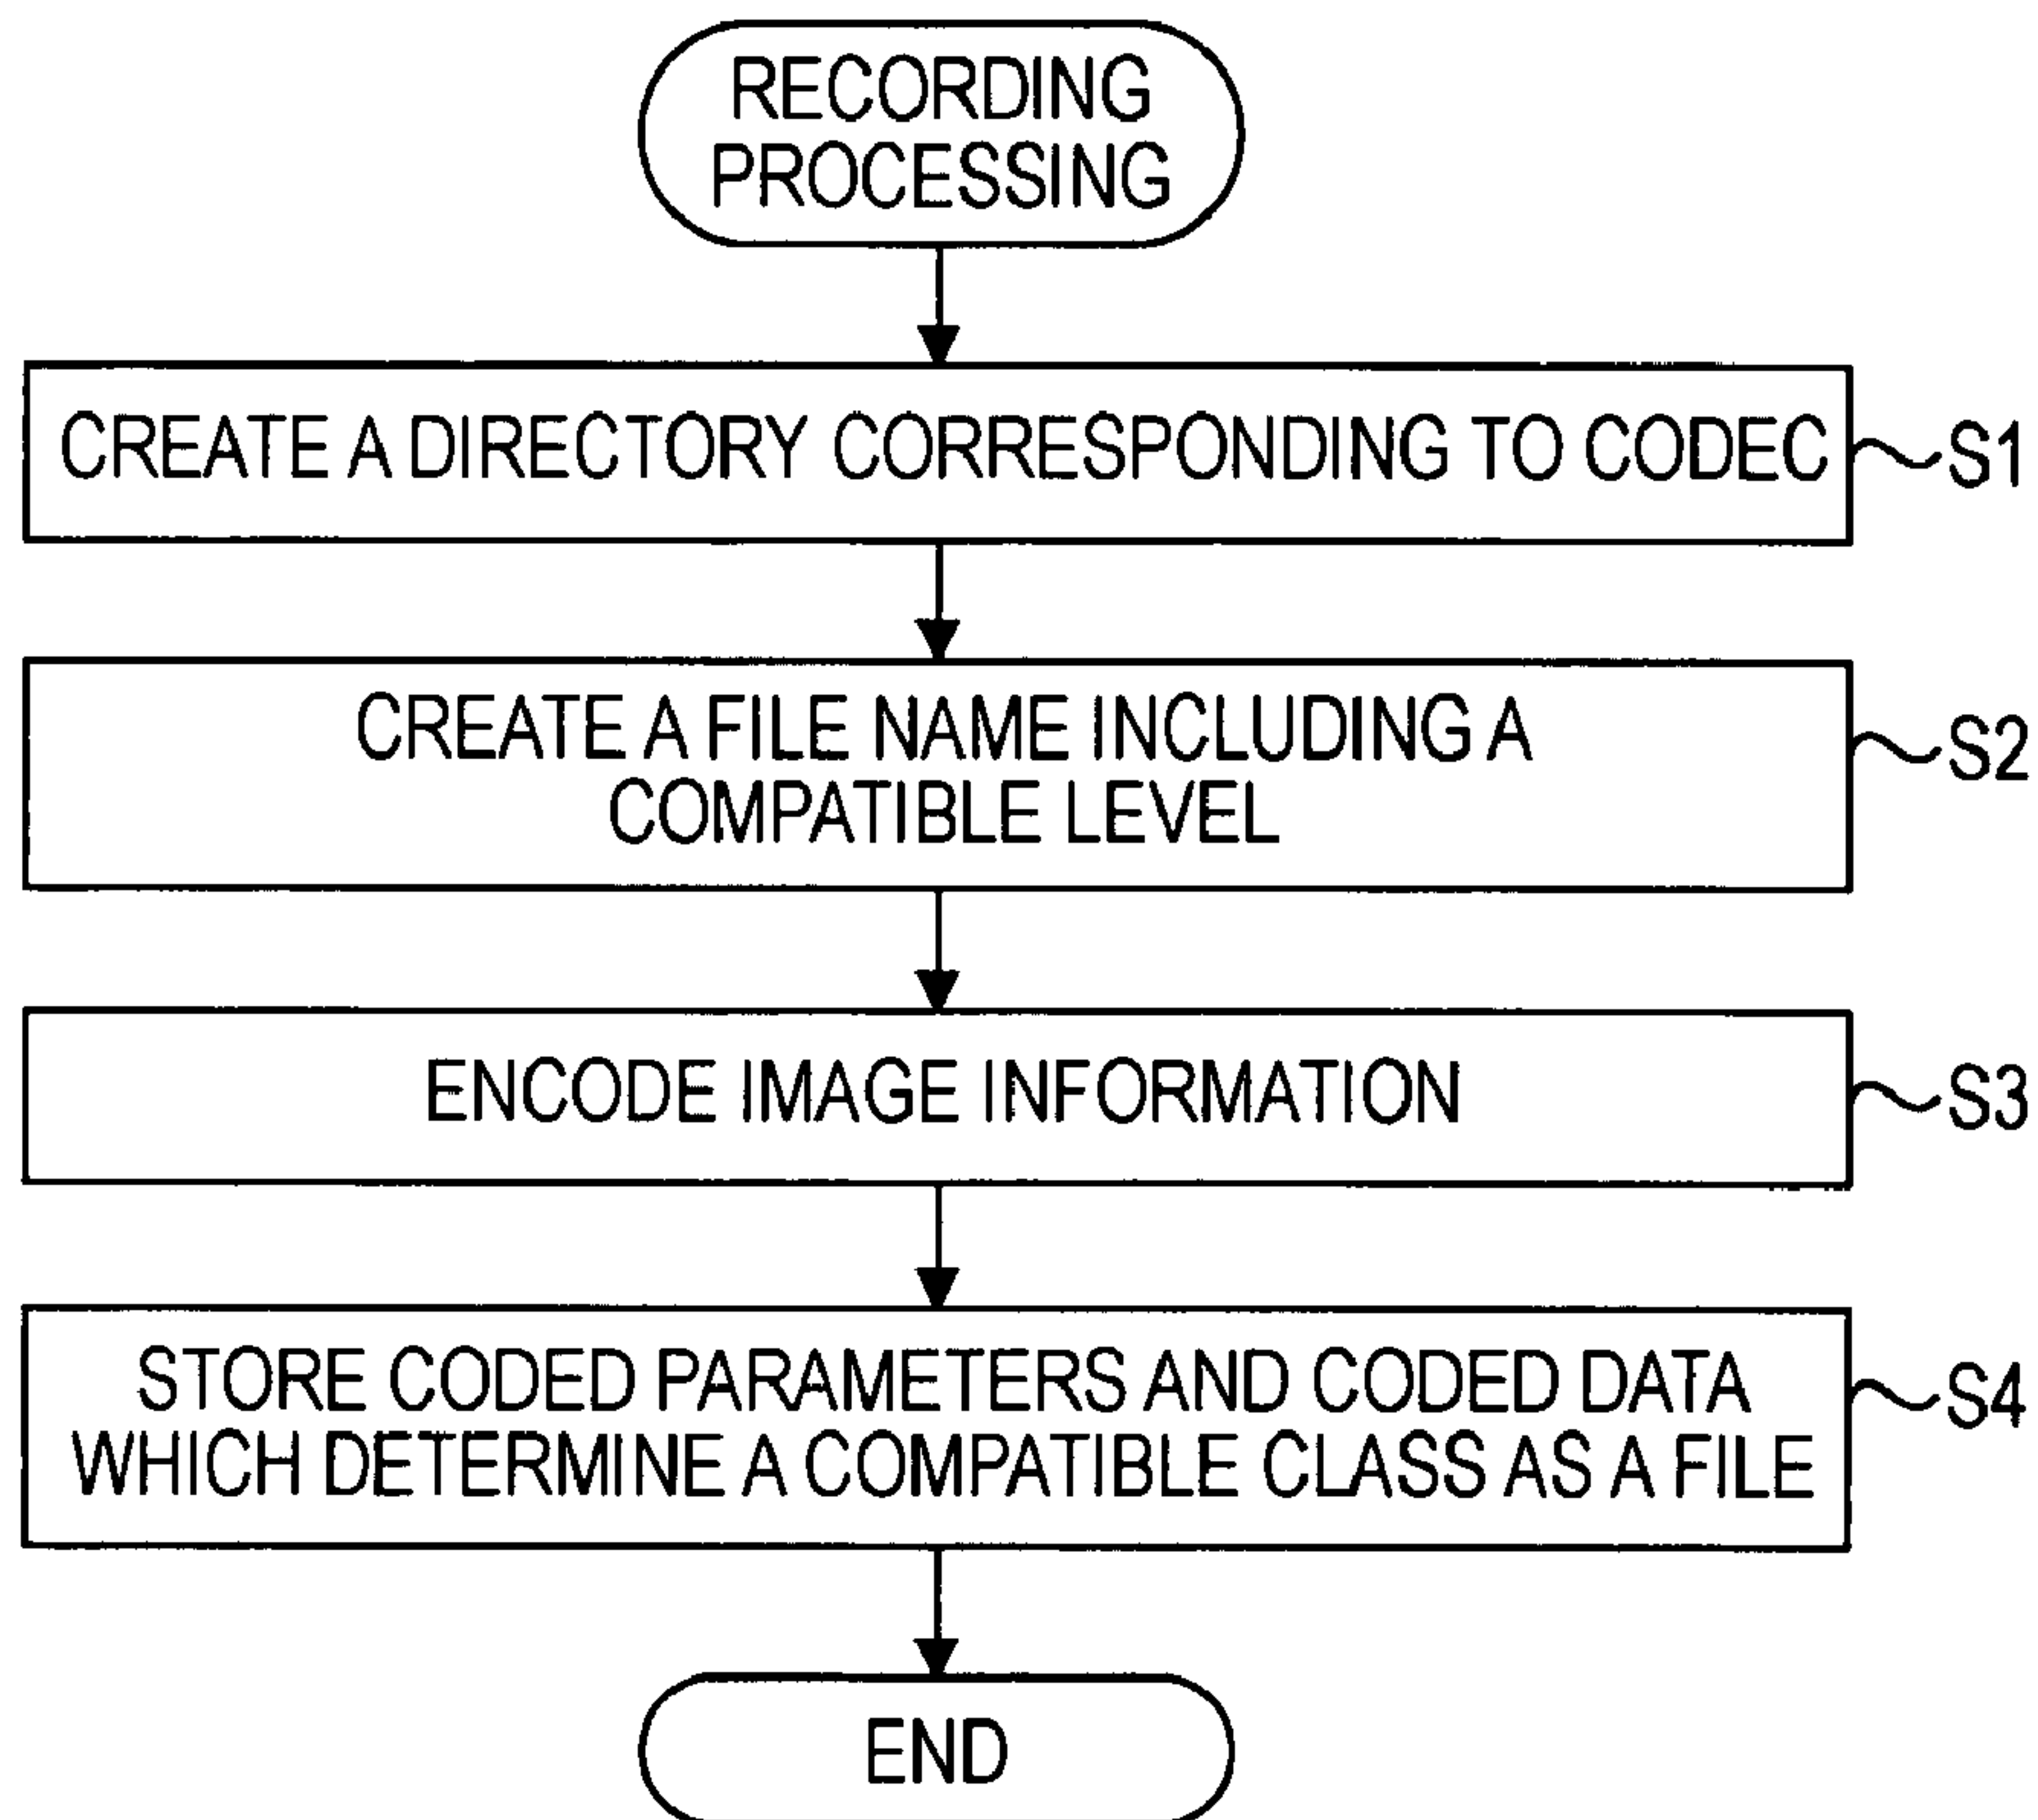 RECORDING
PROCESSING
CREATE A DIRECTORY CORRESPONDING TO CODEC
S1
CREATE A FILE NAME INCLUDING A
COMPATIBLE LEVEL
S2
ENCODE IMAGE INFORMATION
S3
STORE CODED PARAMETERS AND CODED DATA
WHICH DETERMINE A COMPATIBLE CLASS AS A FILE
S4
END